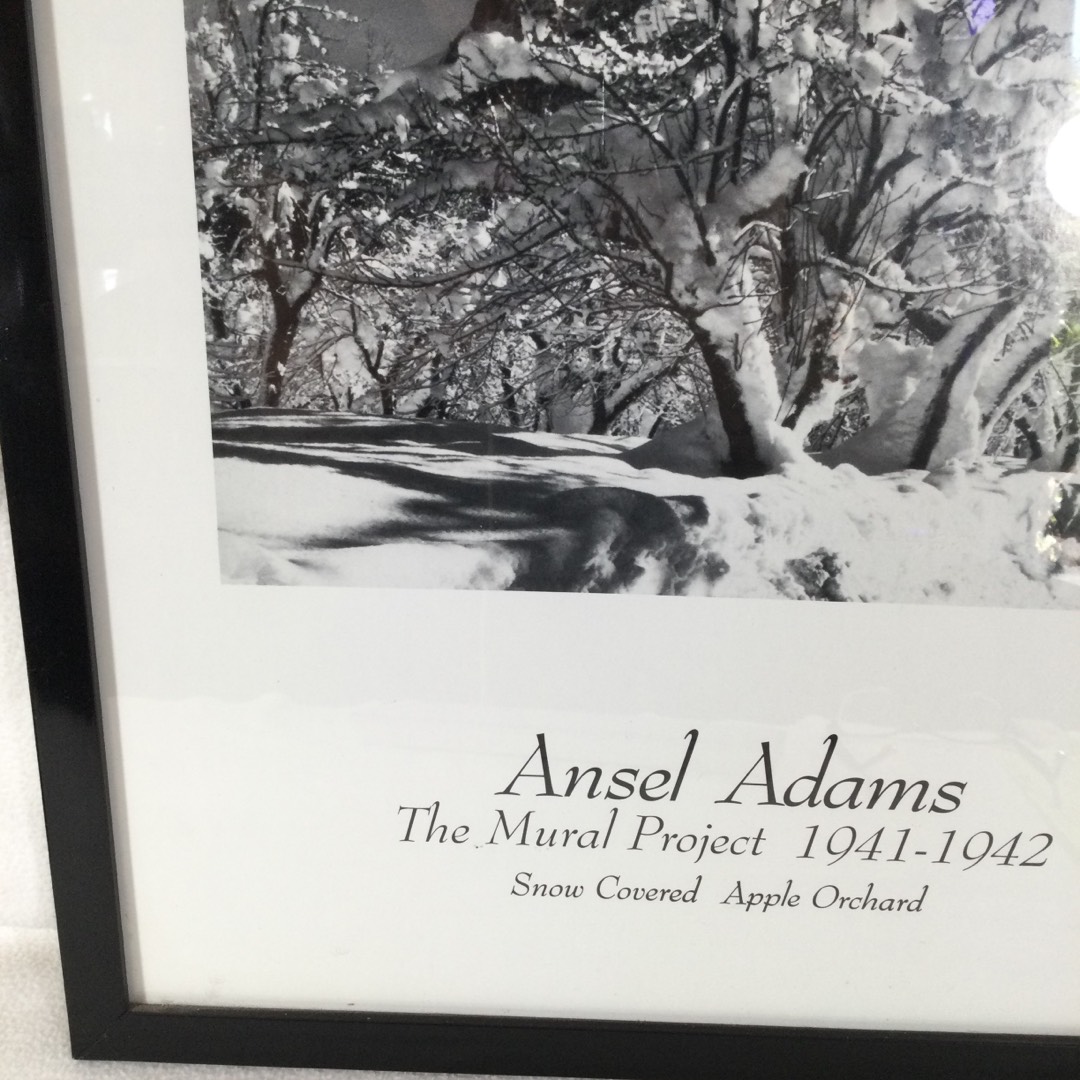 Ansel Adams
The Mural Project 1941-1942
Snow Covered Apple Orchard